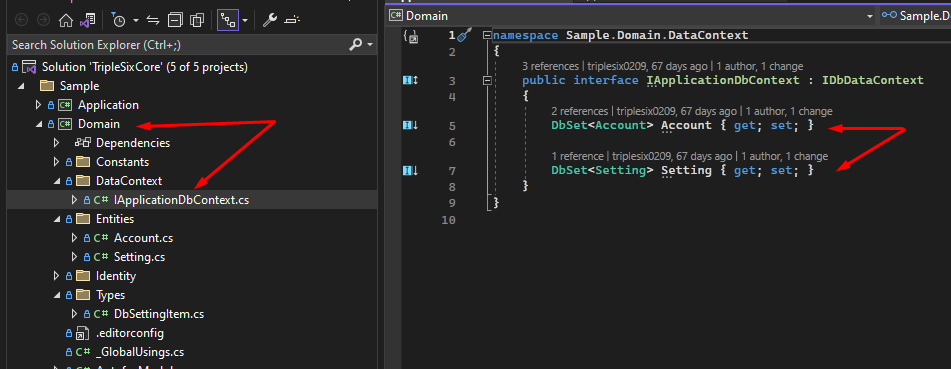 Domain
Sample.D
Search Solution Explorer (Ctrl+;)
Solution 'TripleSixCore' (5 of 5 projects)
Sample
C# Application
C# Domain
Dependencies
Constants
DataContext
C# IApplicationDbContext.cs
Entities
C# Account.cs
C# Setting.cs
Identity
Types
C# DbSettingItem.cs
.editorconfig
C# _GlobalUsings.cs
C# Domain
1 namespace Sample.Domain.DataContext
2 {
3 references | triplesix0209, 67 days ago | 1 author, 1 change
3 public interface IApplicationDbContext : IDbDataContext
4 {
2 references | triplesix0209, 67 days ago | 1 author, 1 change
5 DbSet<Account> Account { get; set; }
6
1 reference | triplesix0209, 67 days ago | 1 author, 1 change
7 DbSet<Setting> Setting { get; set; }
8 }
9 }
10